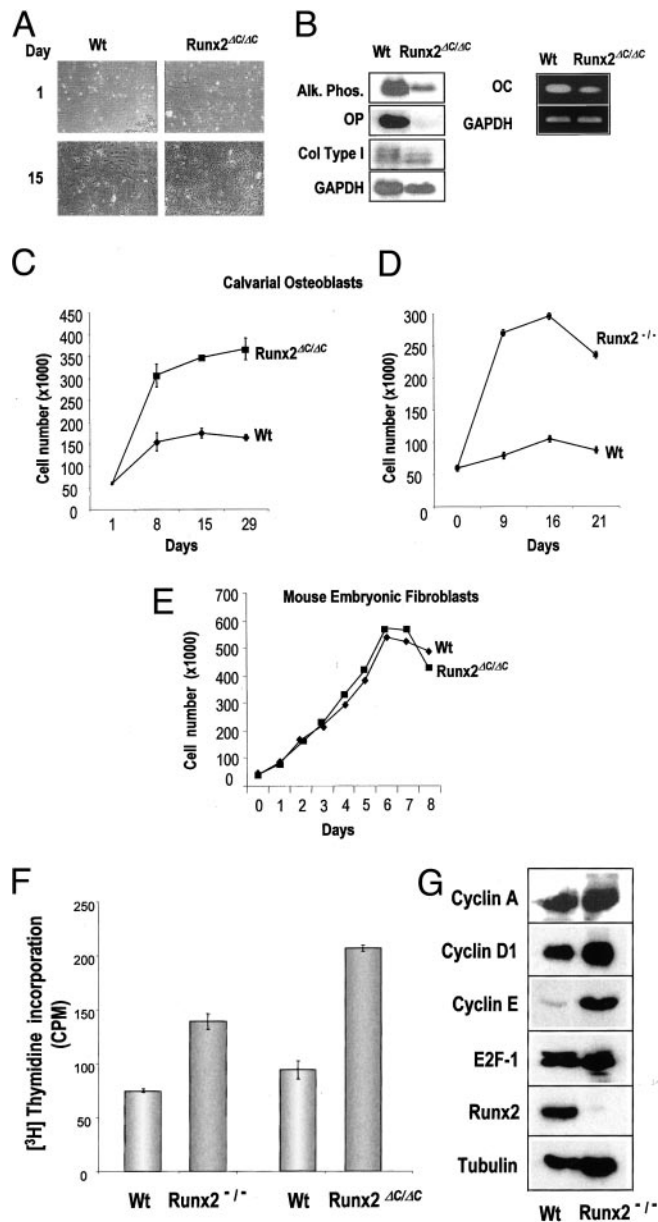 A
Day
Wt
Runx2ΔC/ΔC
1
15
B
Wt Runx2ΔC/ΔC
Alk. Phos.
OP
Col Type I
GAPDH
Wt Runx2ΔC/ΔC
OC
GAPDH
Calvarial Osteoblasts
C
Cell number (x1000)
450
400
350
300
250
200
150
100
50
Runx2ΔC/ΔC
Wt
1 8 15 29
Days
D
Cell number (x1000)
300
250
200
150
100
50
0
Runx2 -/-
Wt
0 9 16 21
Days
E
Mouse Embryonic Fibroblasts
Cell number (x1000)
700
600
500
400
300
200
100
0
Wt
Runx2ΔC/ΔC
0 1 2 3 4 5 6 7 8
Days
F
[3H] Thymidine incorporation
(CPM)
250
200
150
100
50
0
Wt Runx2 -/- Wt Runx2 ΔC/ΔC
G
Cyclin A
Cyclin D1
Cyclin E
E2F-1
Runx2
Tubulin
Wt Runx2 -/-